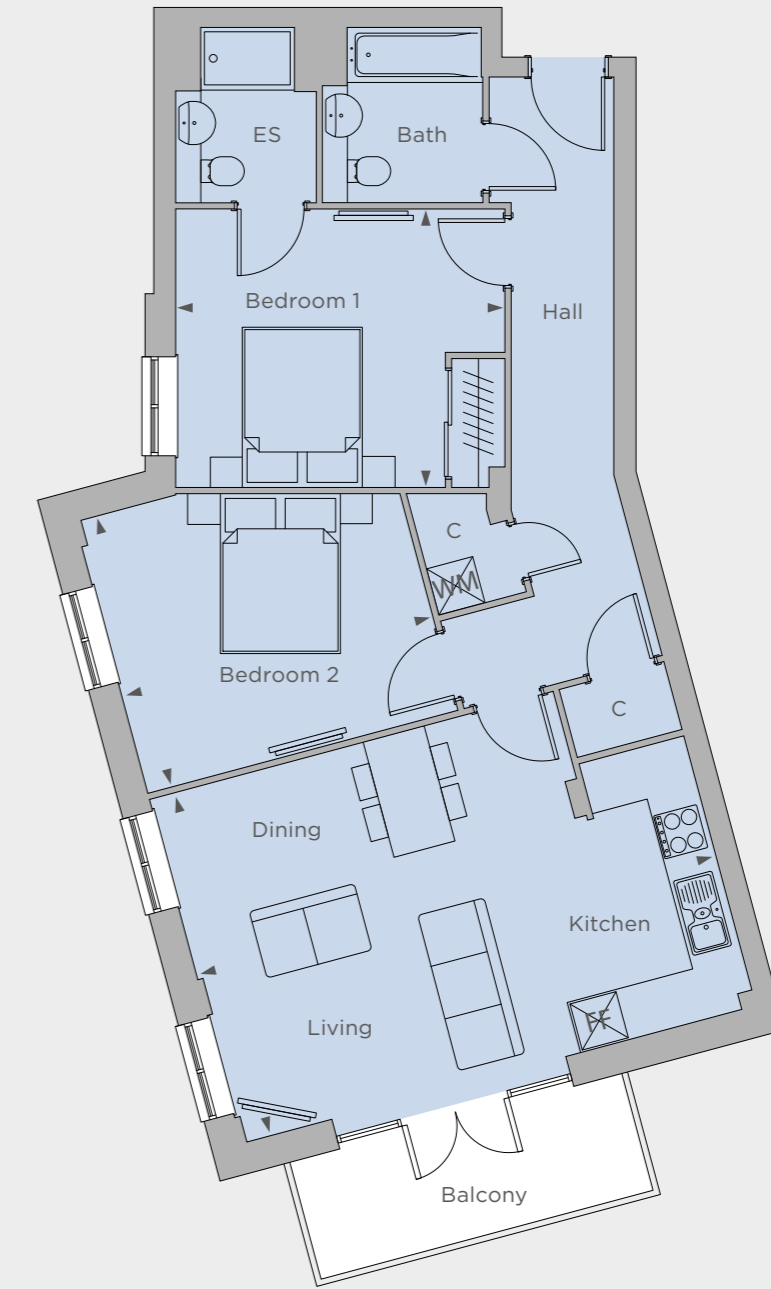 ES
Bath
Bedroom 1
Hall
C
WM
Bedroom 2
C
Dining
Kitchen
Living
FF
Balcony